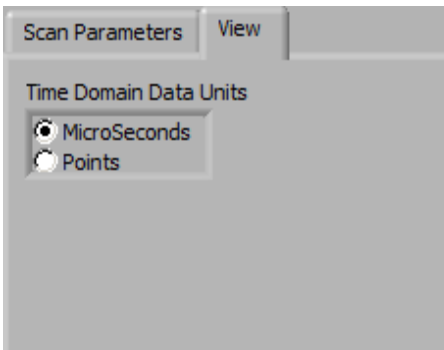 Scan Parameters View
Time Domain Data Units
MicroSeconds
Points